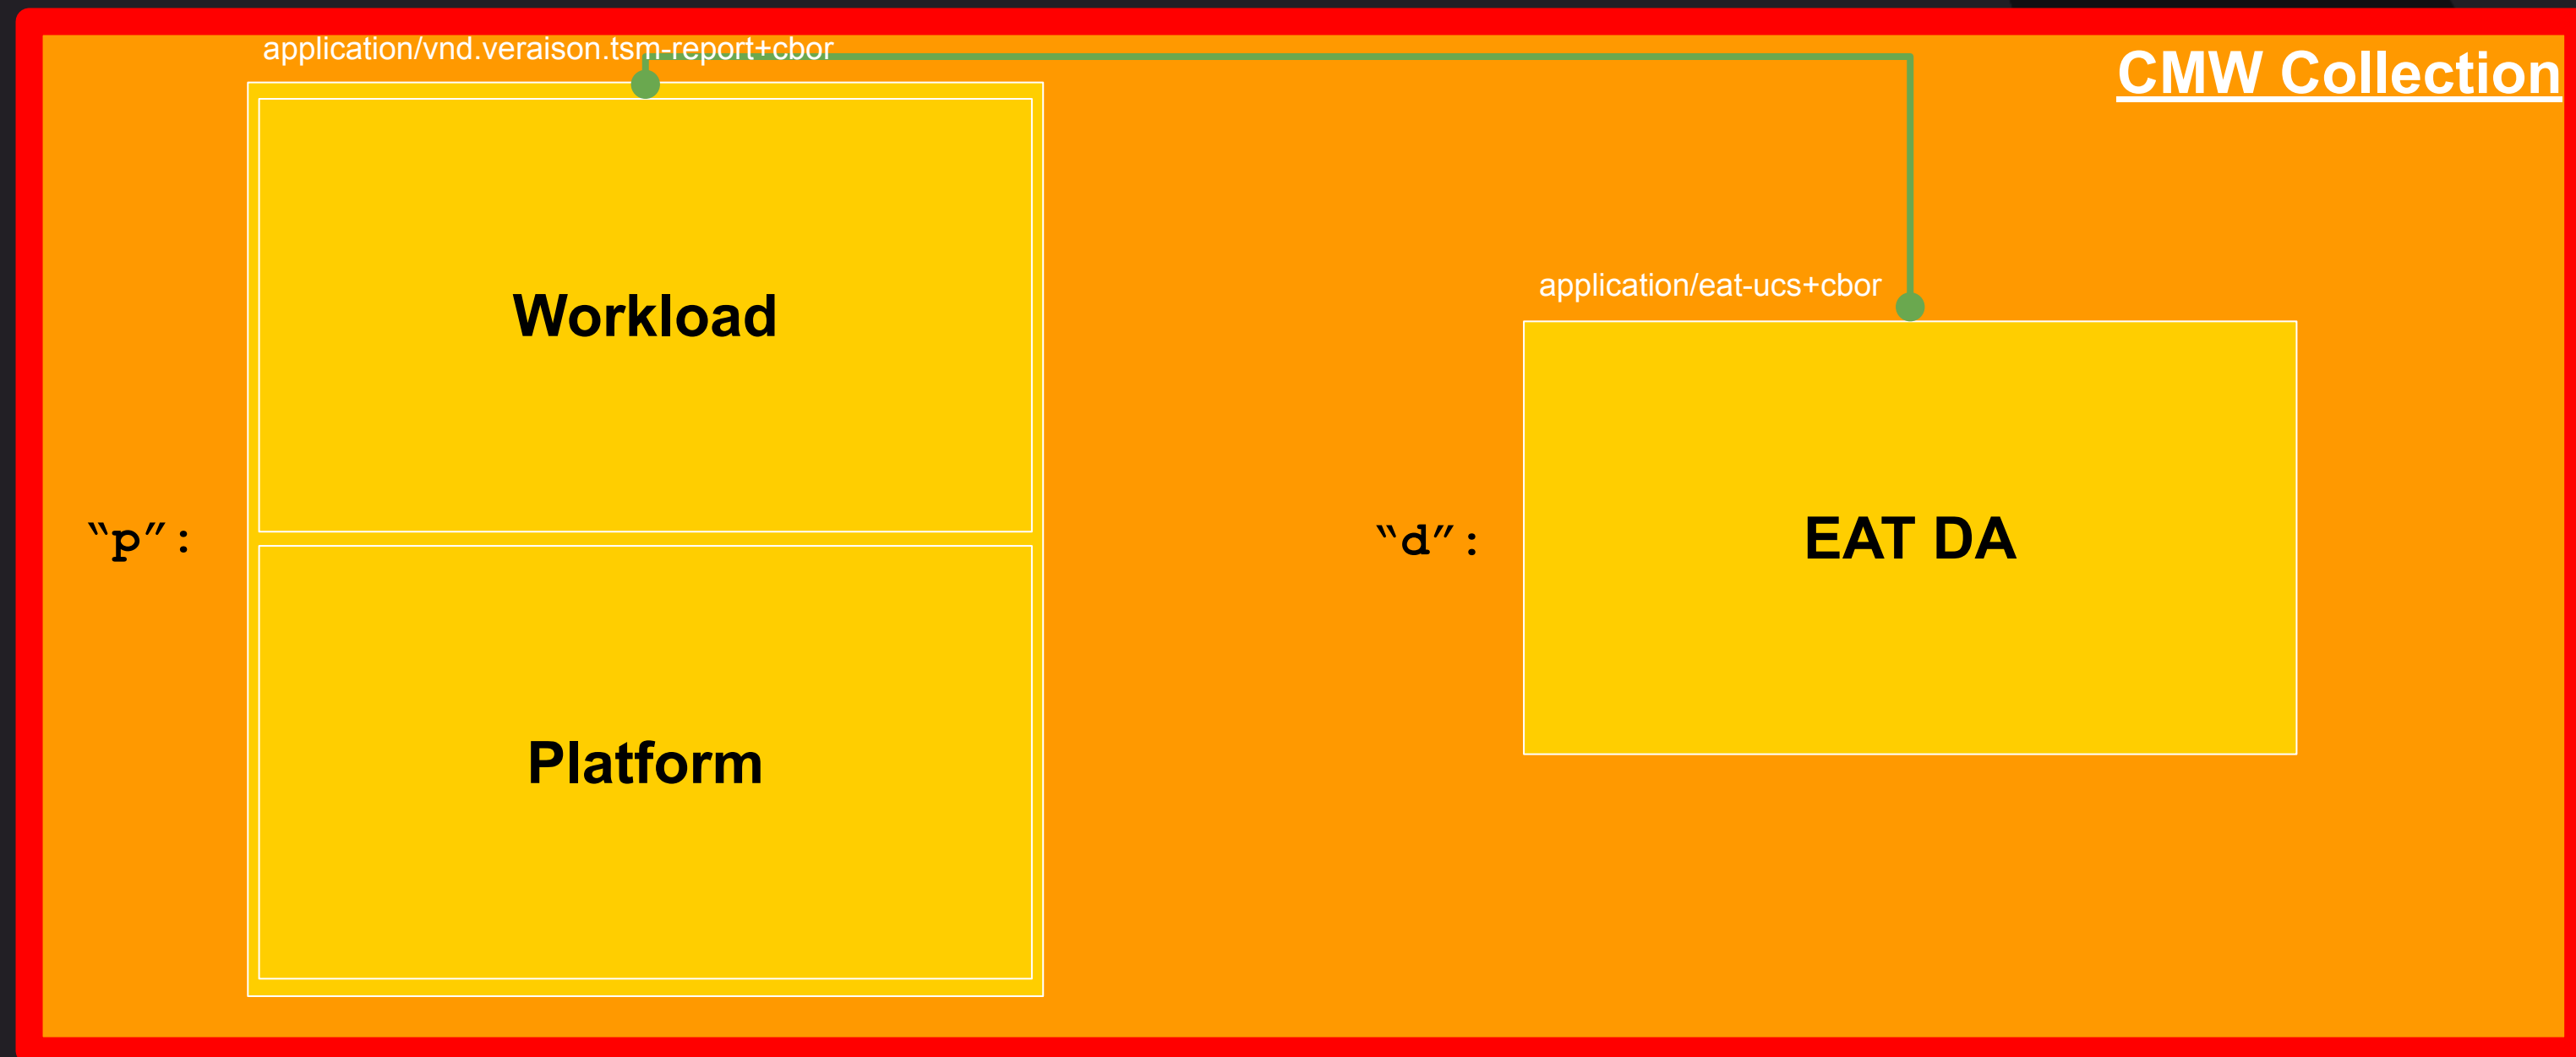 application/vnd.veraison.tsm-report+cbor
CMW Collection
Workload
application/eat-ucs+cbor
“p”:
“d”:
EAT DA
Platform